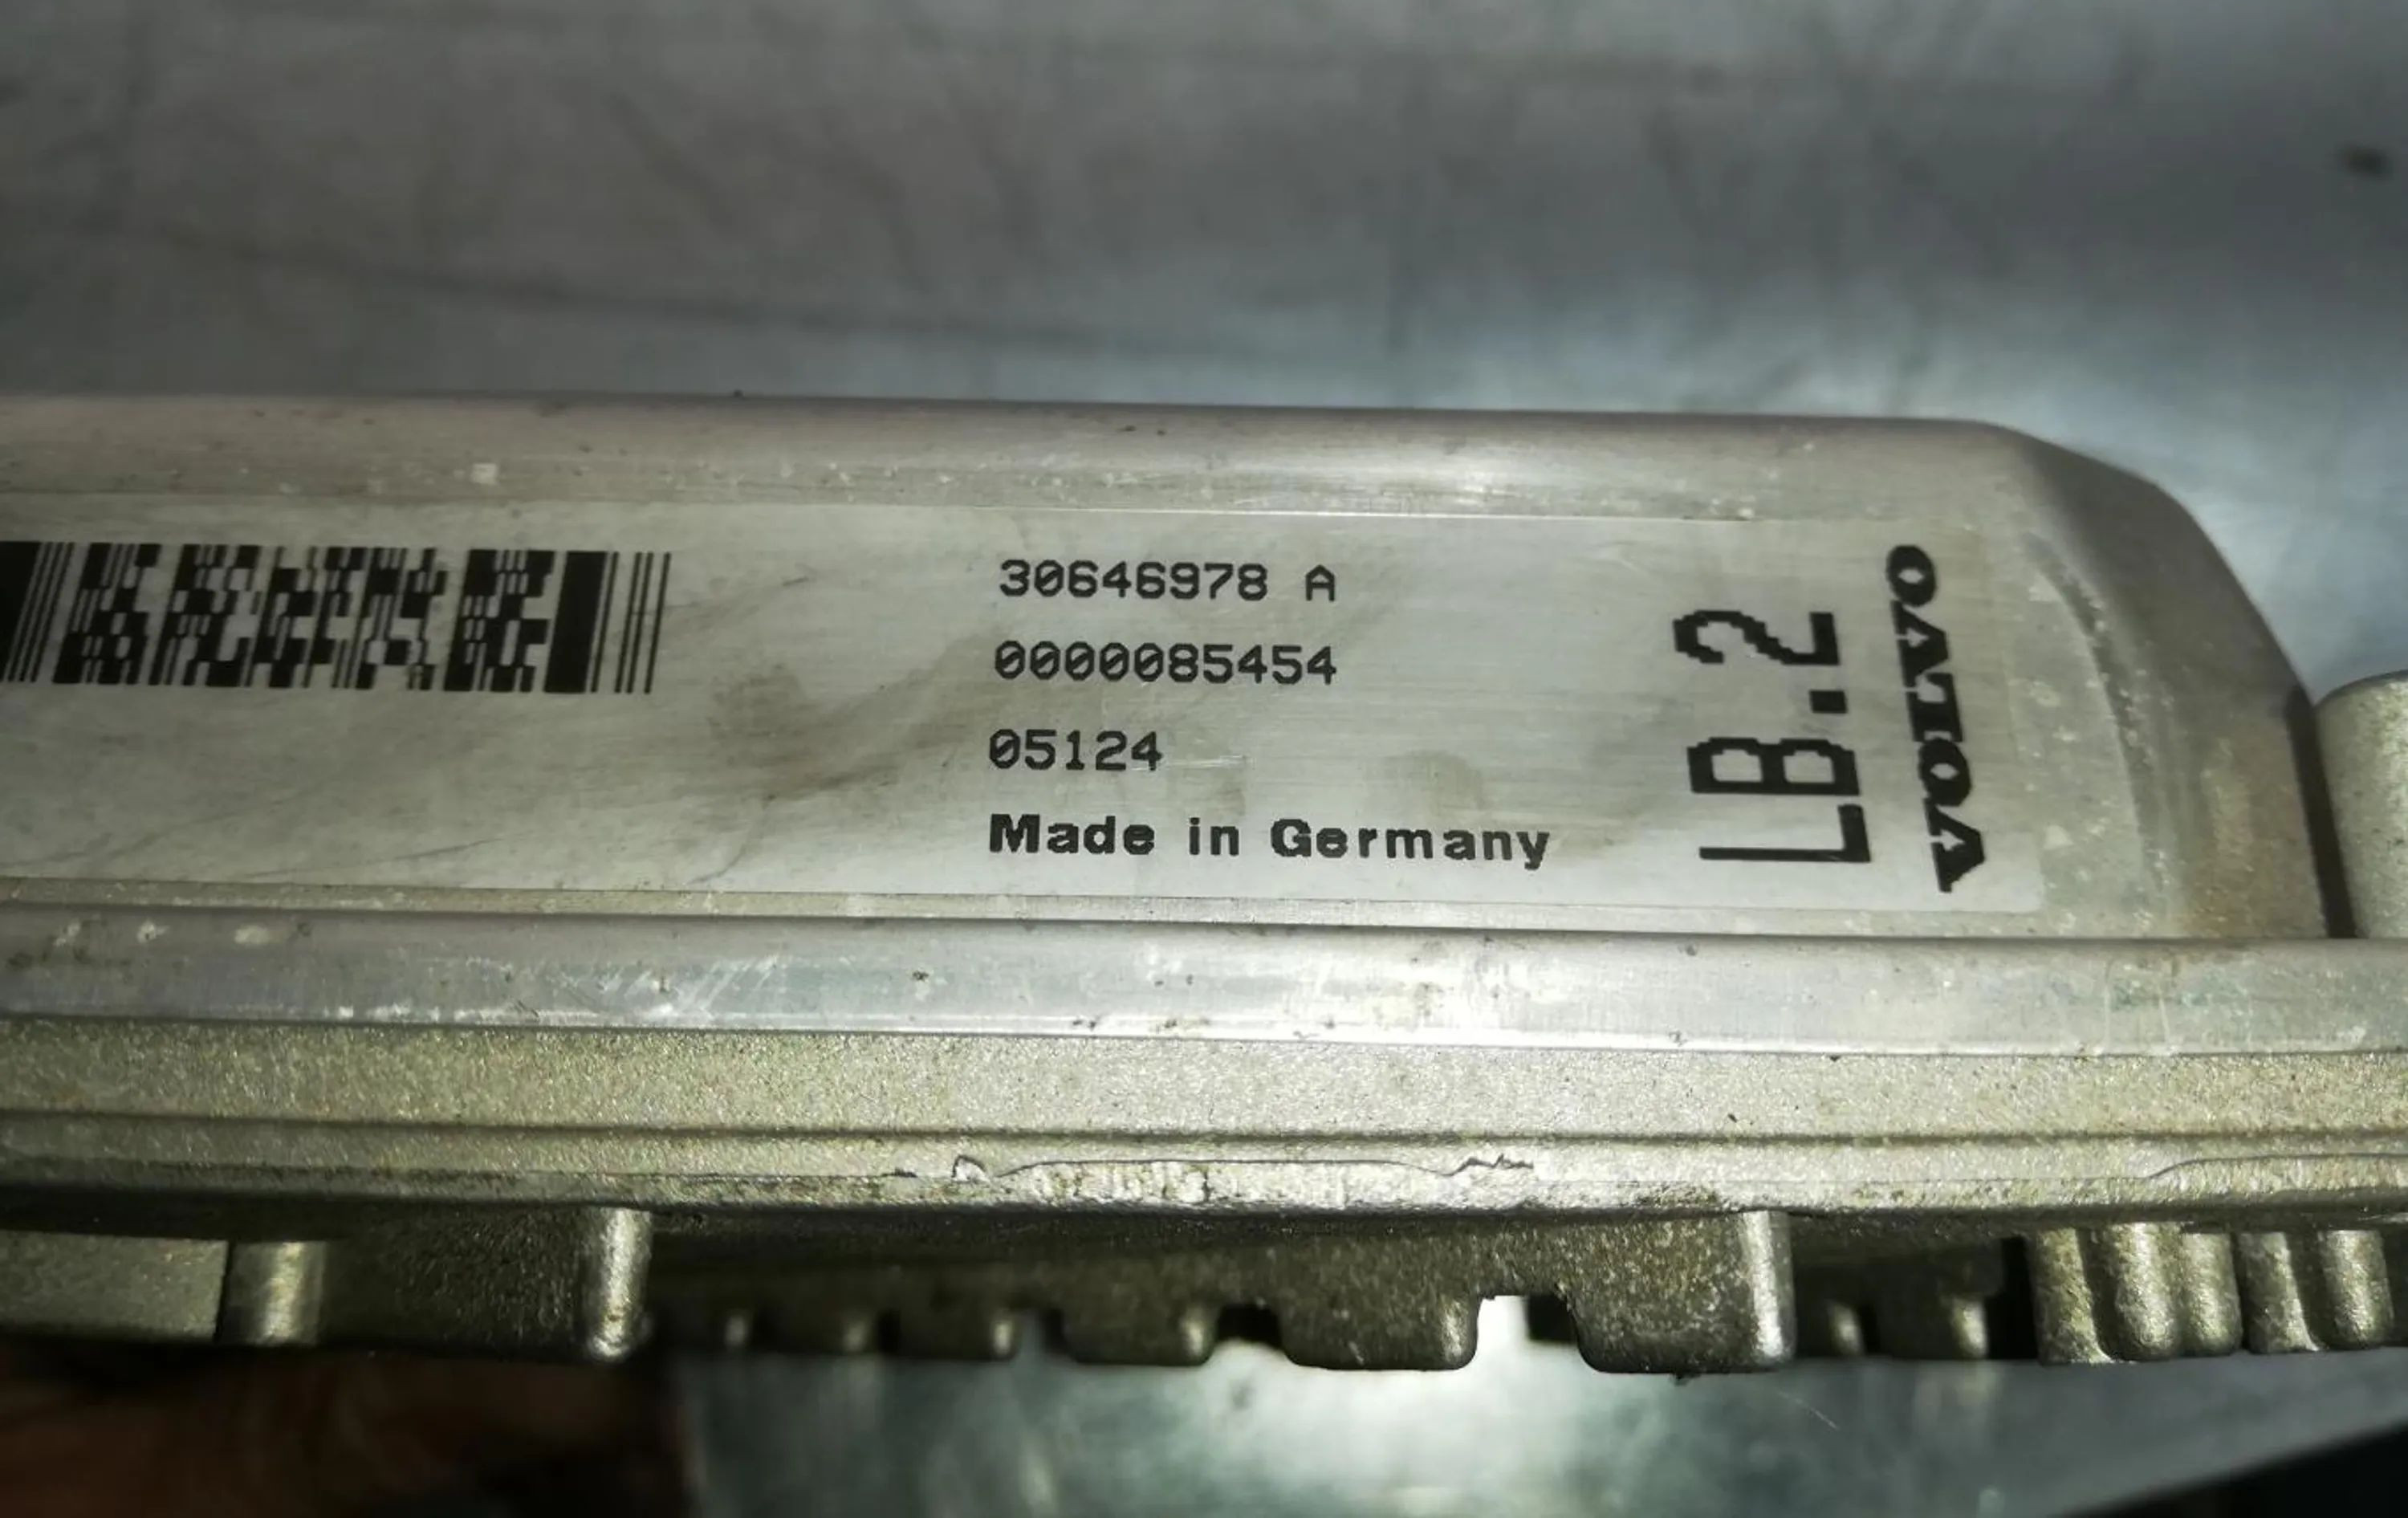 30646978 A
0000085454
05124
Made in Germany
LB.2
VOLVO